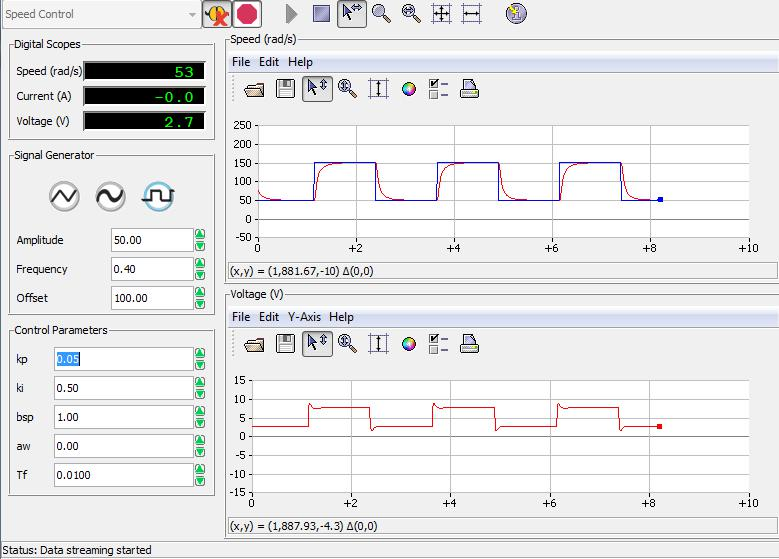 Speed Control
Digital Scopes
Speed (rad/s) 53
Current (A) -0.0
Voltage (V) 2.7
Signal Generator
Amplitude 50.00
Frequency 0.40
Offset 100.00
Control Parameters
kp 0.05
ki 0.50
bsp 1.00
aw 0.00
Tf 0.0100
Speed (rad/s)
File Edit Help
250
200
150
100
50
0
-50
0 +2 +4 +6 +8 +10
(x,y) = (1,881.67,-10) Δ(0,0)
Voltage (V)
File Edit Y-Axis Help
15
10
5
0
-5
-10
-15
0 +2 +4 +6 +8 +10
(x,y) = (1,887.93,-4.3) Δ(0,0)
Status: Data streaming started